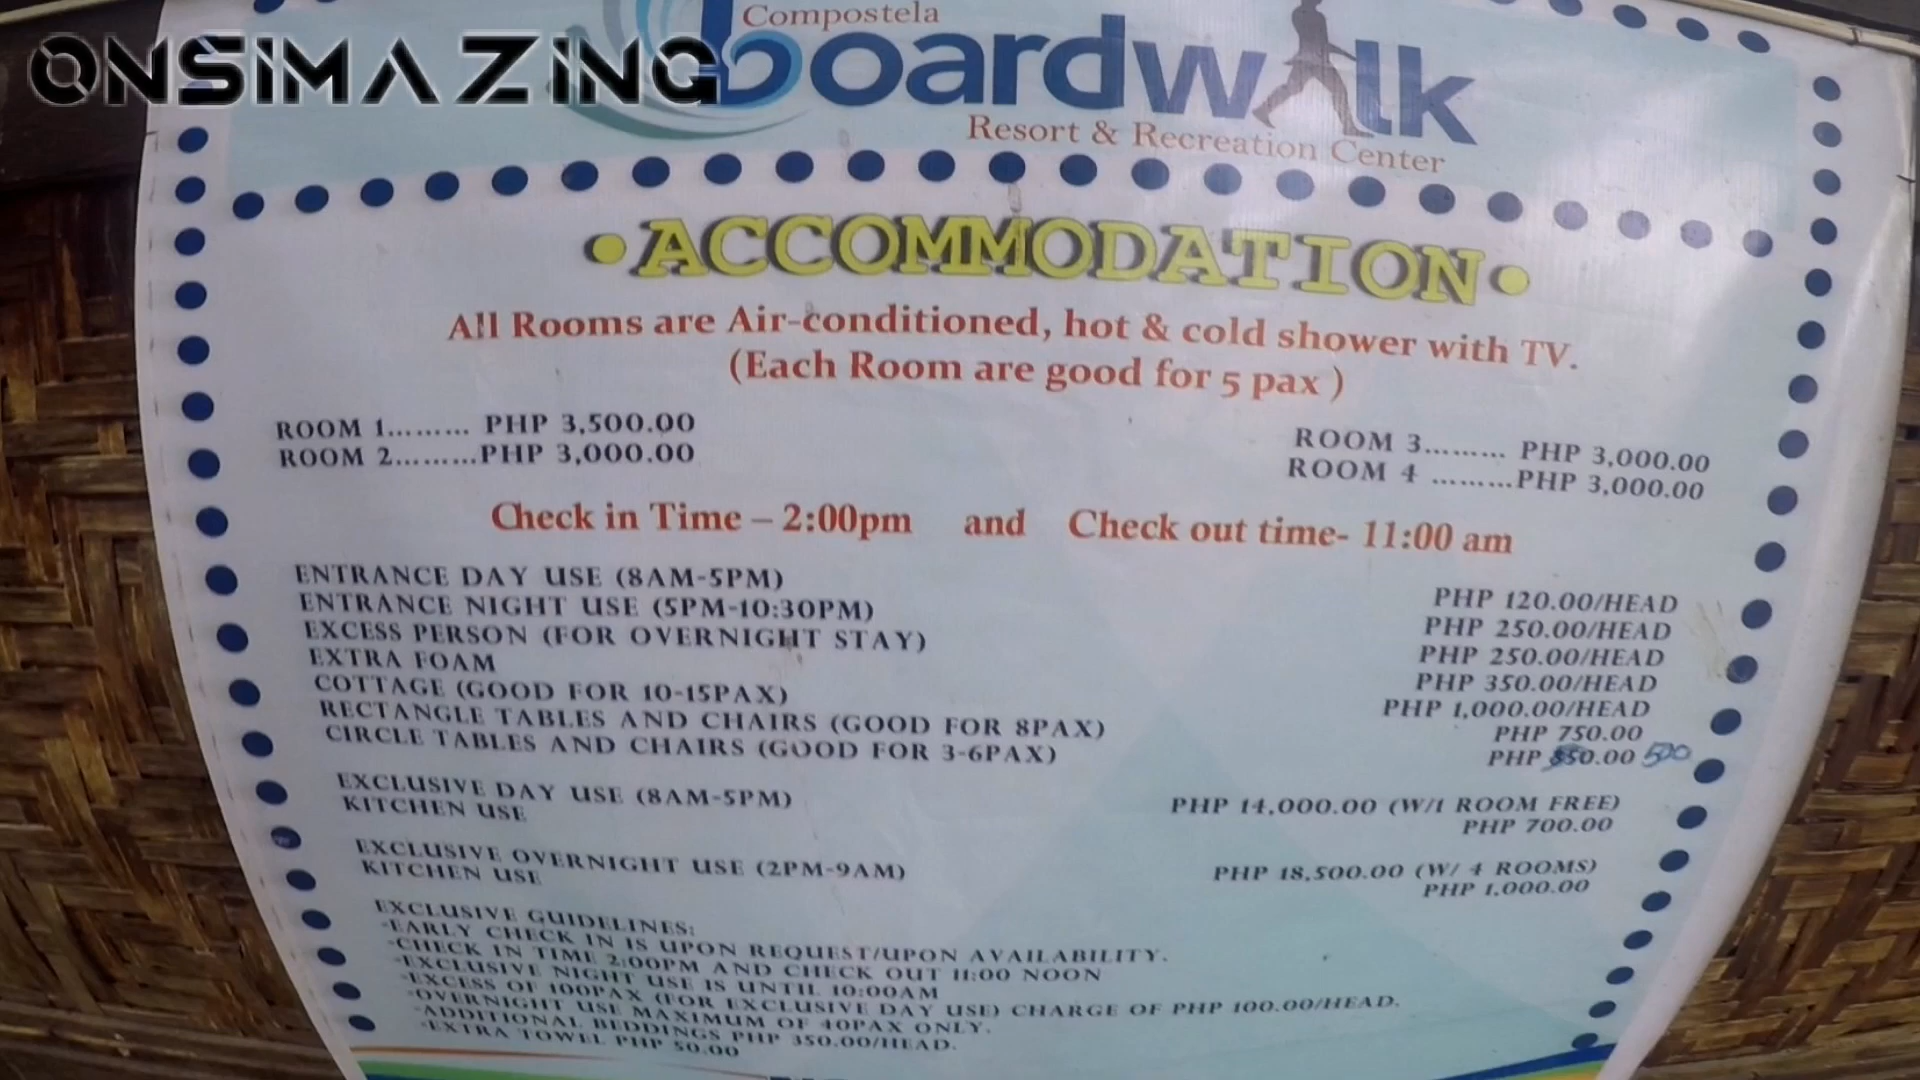 ONSIMAZING
Compostela
boardwalk
Resort & Recreation Center
•ACCOMMODATION•
All Rooms are Air-conditioned, hot & cold shower with TV.
(Each Room are good for 5 pax )
ROOM 1......... PHP 3,500.00
ROOM 2.........PHP 3,000.00
ROOM 3......... PHP 3,000.00
ROOM 4 .........PHP 3,000.00
Check in Time – 2:00pm and Check out time- 11:00 am
ENTRANCE DAY USE (8AM-5PM) PHP 120.00/HEAD
ENTRANCE NIGHT USE (5PM-10:30PM) PHP 250.00/HEAD
EXCESS PERSON (FOR OVERNIGHT STAY) PHP 250.00/HEAD
EXTRA FOAM PHP 350.00/HEAD
COTTAGE (GOOD FOR 10-15PAX) PHP 1,000.00/HEAD
RECTANGLE TABLES AND CHAIRS (GOOD FOR 8PAX) PHP 750.00
CIRCLE TABLES AND CHAIRS (GOOD FOR 3-6PAX) PHP .00 500
EXCLUSIVE DAY USE (8AM-5PM) PHP 14,000.00 (W/1 ROOM FREE)
KITCHEN USE PHP 700.00
EXCLUSIVE OVERNIGHT USE (2PM-9AM) PHP 18,500.00 (W/ 4 ROOMS)
KITCHEN USE PHP 1,000.00
EXCLUSIVE GUIDELINES:
-EARLY CHECK IN IS UPON REQUEST/UPON AVAILABILITY.
-CHECK IN TIME 2:00PM AND CHECK OUT 11:00 NOON
-EXCLUSIVE NIGHT USE IS UNTIL 10:00AM
-EXCESS OF 100PAX (FOR EXCLUSIVE DAY USE) CHARGE OF PHP 100.00/HEAD.
-OVERNIGHT USE MAXIMUM OF 40PAX ONLY.
-ADDITIONAL BEDDINGS PHP 350.00/HEAD.
-EXTRA TOWEL PHP 50.00